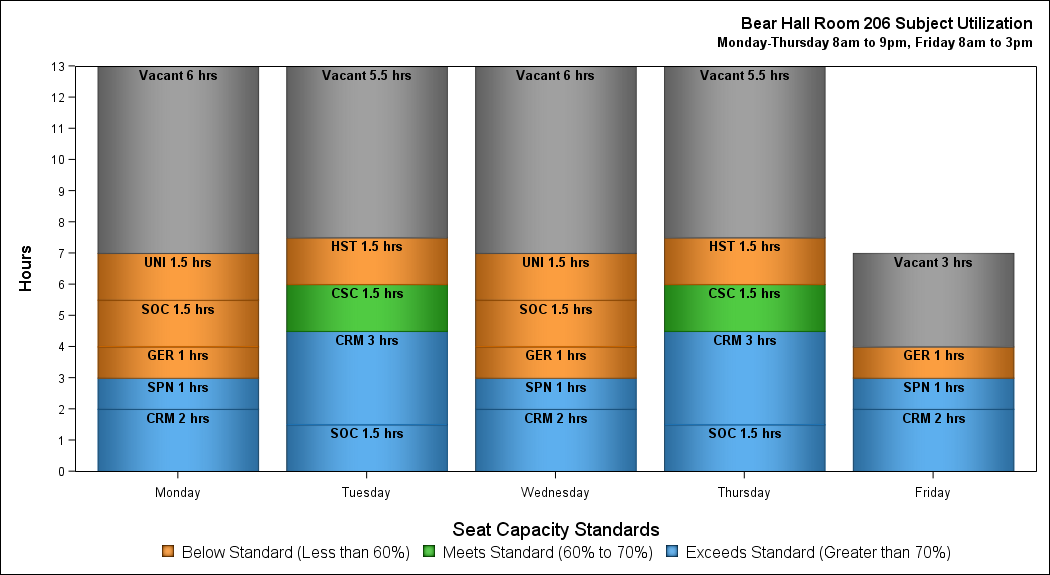 Bear Hall Room 206 Subject Utilization
Monday-Thursday 8am to 9pm, Friday 8am to 3pm
Hours
13
12
11
10
9
8
7
6
5
4
3
2
1
0
Vacant 6 hrs
UNI 1.5 hrs
SOC 1.5 hrs
GER 1 hrs
SPN 1 hrs
CRM 2 hrs
Vacant 5.5 hrs
HST 1.5 hrs
CSC 1.5 hrs
CRM 3 hrs
SOC 1.5 hrs
Vacant 6 hrs
UNI 1.5 hrs
SOC 1.5 hrs
GER 1 hrs
SPN 1 hrs
CRM 2 hrs
Vacant 5.5 hrs
HST 1.5 hrs
CSC 1.5 hrs
CRM 3 hrs
SOC 1.5 hrs
Vacant 3 hrs
GER 1 hrs
SPN 1 hrs
CRM 2 hrs
Monday Tuesday Wednesday Thursday Friday
Seat Capacity Standards
Below Standard (Less than 60%) Meets Standard (60% to 70%) Exceeds Standard (Greater than 70%)